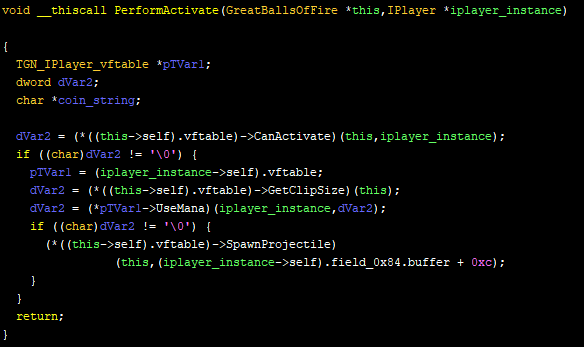 void __thiscall PerformActivate(GreatBallsOfFire *this,IPlayer *iplayer_instance)
{
TGN_IPlayer_vftable *pTVar1;
dword dVar2;
char *coin_string;
dVar2 = (*((this->self).vftable)->CanActivate)(this,iplayer_instance);
if ((char)dVar2 != '\0') {
pTVar1 = (iplayer_instance->self).vftable;
dVar2 = (*((this->self).vftable)->GetClipSize)(this);
dVar2 = (*pTVar1->UseMana)(iplayer_instance,dVar2);
if ((char)dVar2 != '\0') {
(*((this->self).vftable)->SpawnProjectile)
(this,(iplayer_instance->self).field_0x84.buffer + 0xc);
}
}
return;
}